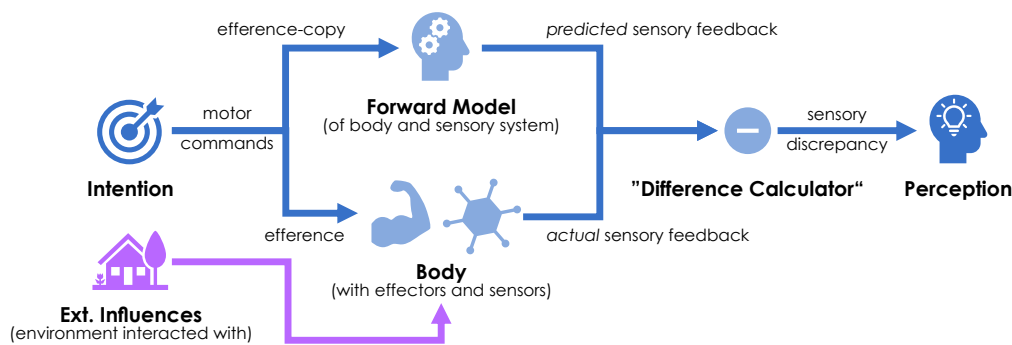 efference-copy
predicted sensory feedback
Forward Model
(of body and sensory system)
motor
commands
sensory
discrepancy
Intention
"Difference Calculator“
Perception
efference
actual sensory feedback
Body
(with effectors and sensors)
Ext. Influences
(environment interacted with)